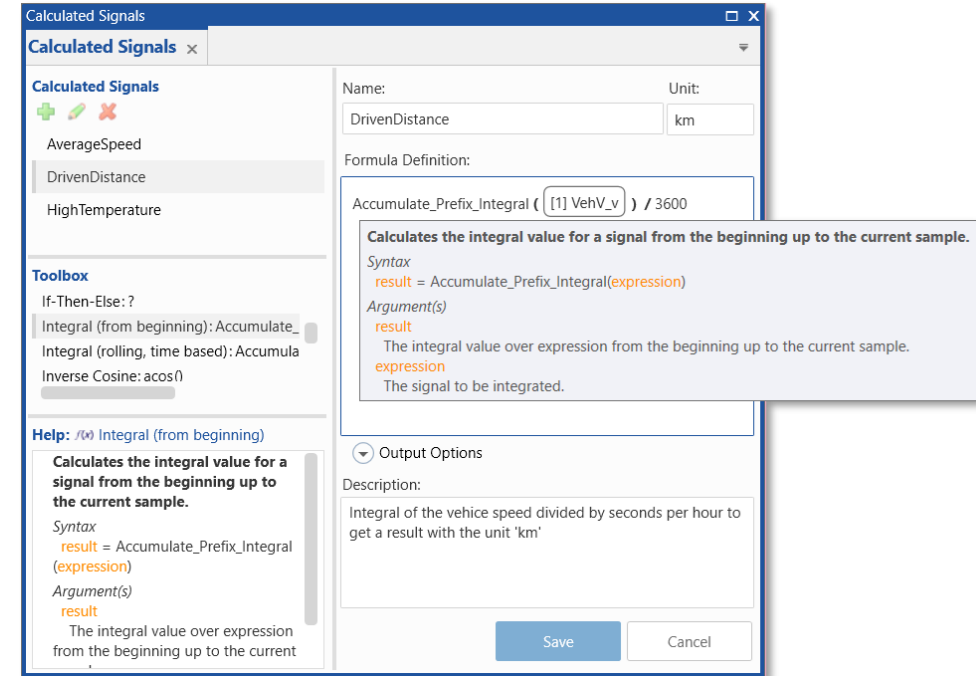 Calculated Signals
Calculated Signals
Calculated Signals
AverageSpeed
DrivenDistance
HighTemperature
Toolbox
If-Then-Else: ?
Integral (from beginning): Accumulate_
Integral (rolling, time based): Accumula
Inverse Cosine: acos()
Help: f(x) Integral (from beginning)
Calculates the integral value for a
signal from the beginning up to
the current sample.
Syntax
result = Accumulate_Prefix_Integral
(expression)
Argument(s)
result
The integral value over expression
from the beginning up to the current
Name:
Unit:
DrivenDistance
km
Formula Definition:
Accumulate_Prefix_Integral ( [1] VehV_v ) / 3600
Calculates the integral value for a signal from the beginning up to the current sample.
Syntax
result = Accumulate_Prefix_Integral(expression)
Argument(s)
result
The integral value over expression from the beginning up to the current sample.
expression
The signal to be integrated.
Output Options
Description:
Integral of the vehice speed divided by seconds per hour to
get a result with the unit 'km'
Save
Cancel